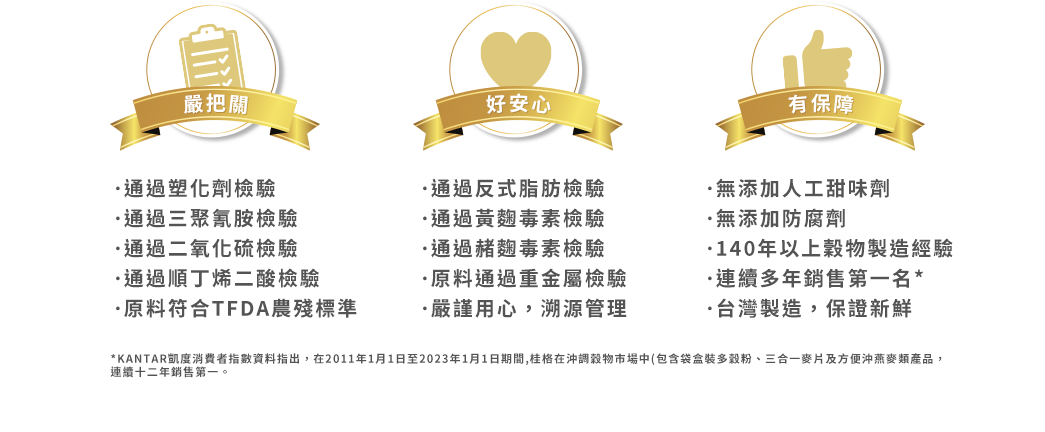 嚴把關
·通過塑化劑檢驗
·通過三聚氰胺檢驗
·通過二氧化硫檢驗
·通過順丁烯二酸檢驗
·原料符合TFDA農殘標準
好安心
·通過反式脂肪檢驗
·通過黃麴毒素檢驗
·通過赭麴毒素檢驗
·原料通過重金屬檢驗
·嚴謹用心，溯源管理
有保障
·無添加人工甜味劑
·無添加防腐劑
·140年以上穀物製造經驗
·連續多年銷售第一名*
·台灣製造，保證新鮮
*KANTAR凱度消費者指數資料指出，在2011年1月1日至2023年1月1日期間,桂格在沖調穀物市場中(包含袋盒裝多穀粉、三合一麥片及方便沖燕麥類產品，
連續十二年銷售第一。